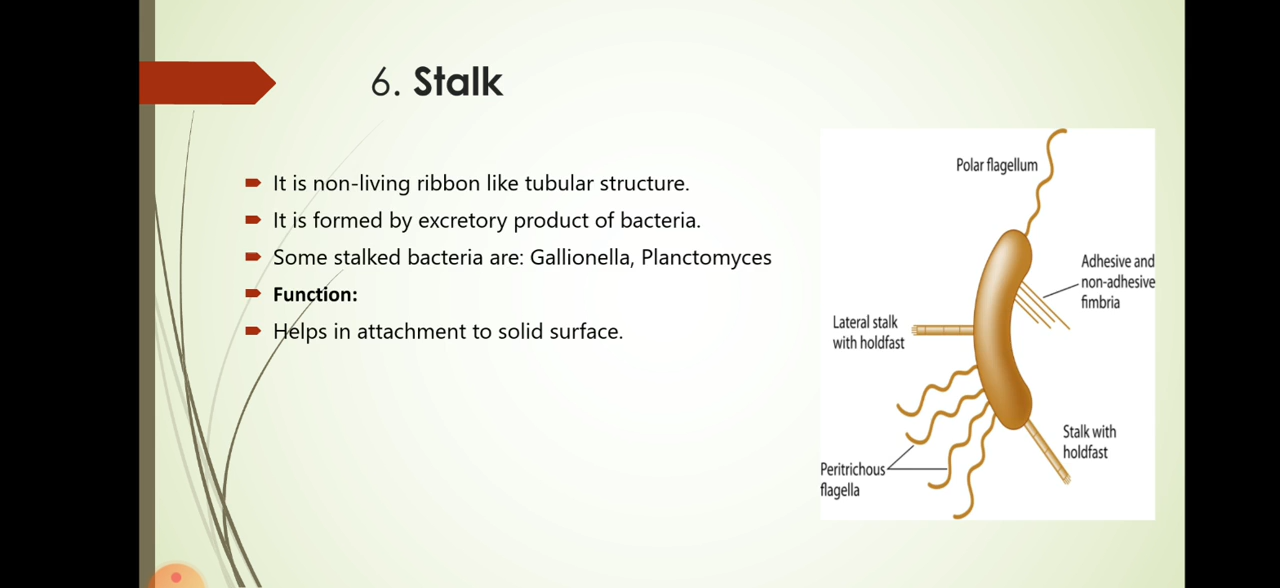 6. Stalk
It is non-living ribbon like tubular structure.
It is formed by excretory product of bacteria.
Some stalked bacteria are: Gallionella, Planctomyces
Function:
Helps in attachment to solid surface.
Polar flagellum
Adhesive and
non-adhesive
fimbria
Lateral stalk
with holdfast
Stalk with
holdfast
Peritrichous
flagella